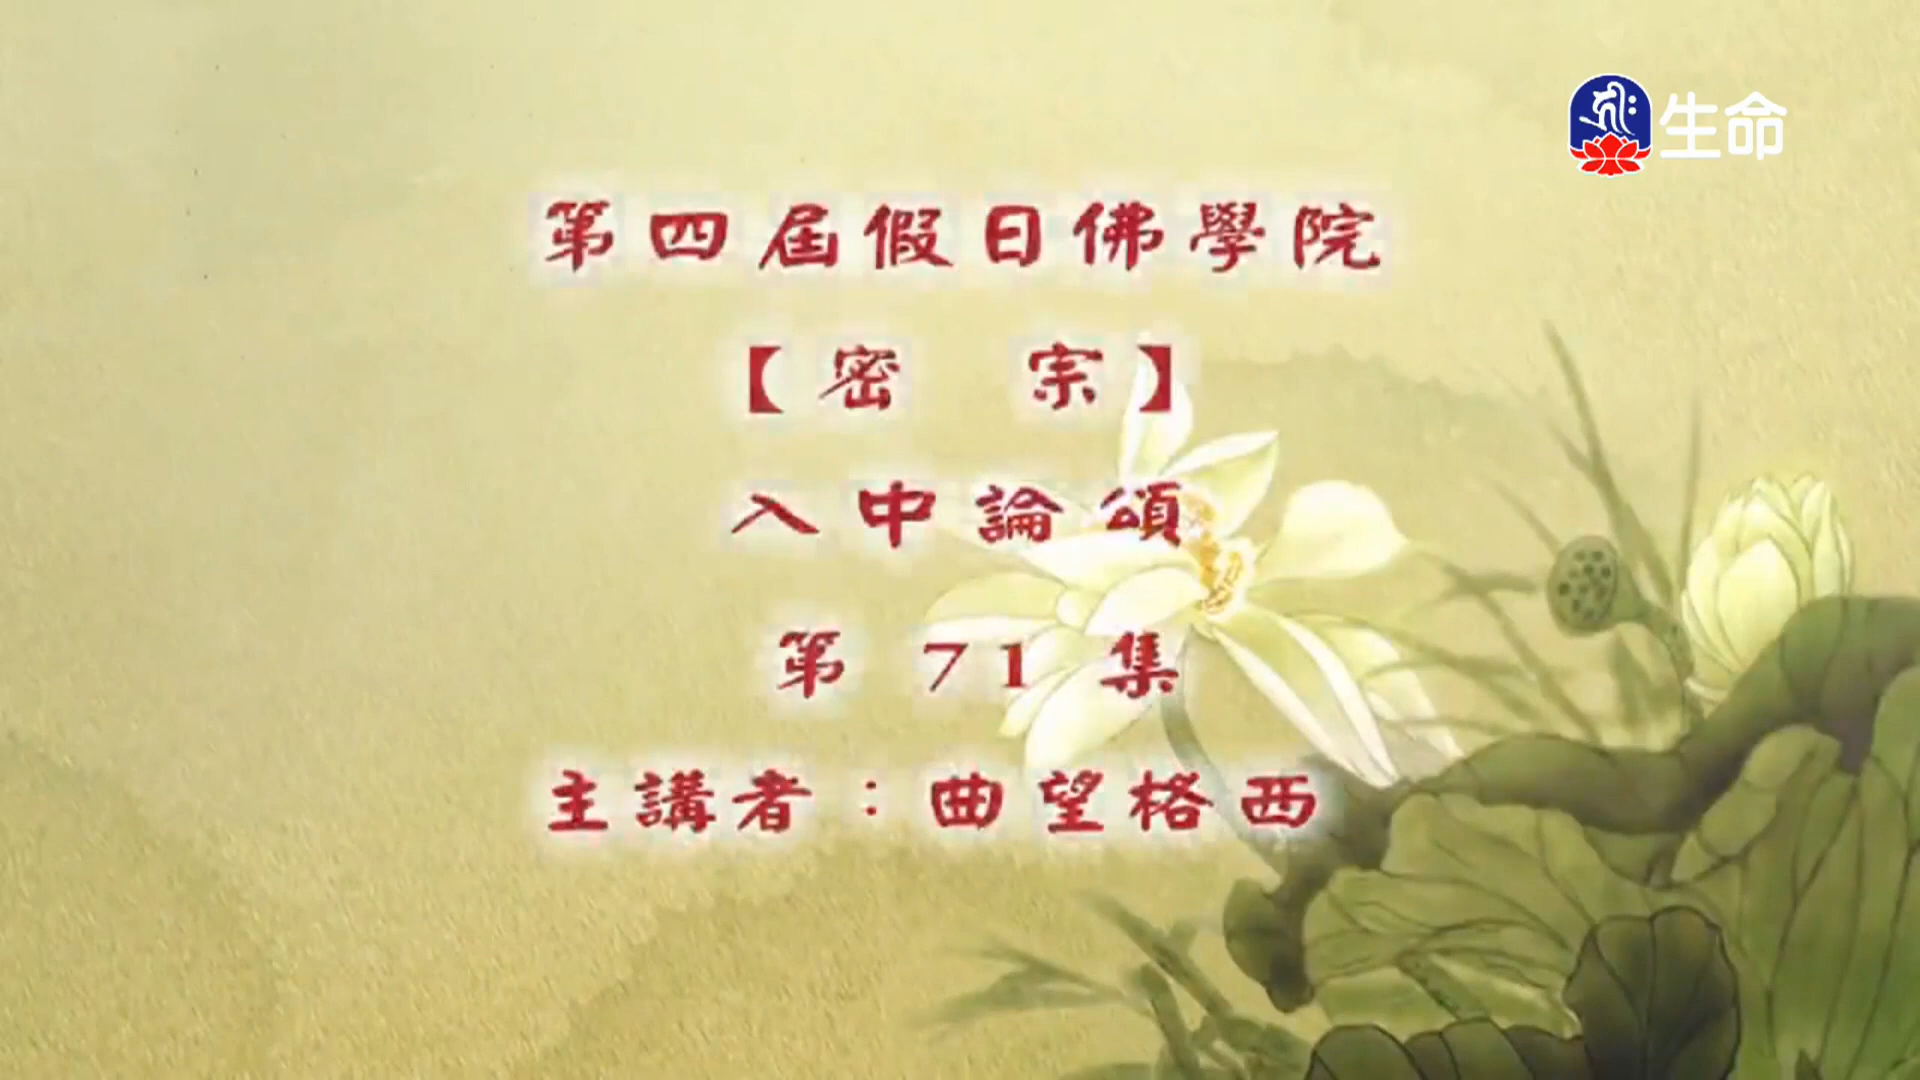 生命
第四屆假日佛學院
【密 宗】
入中論頌
第 71 集
主講者：曲望格西